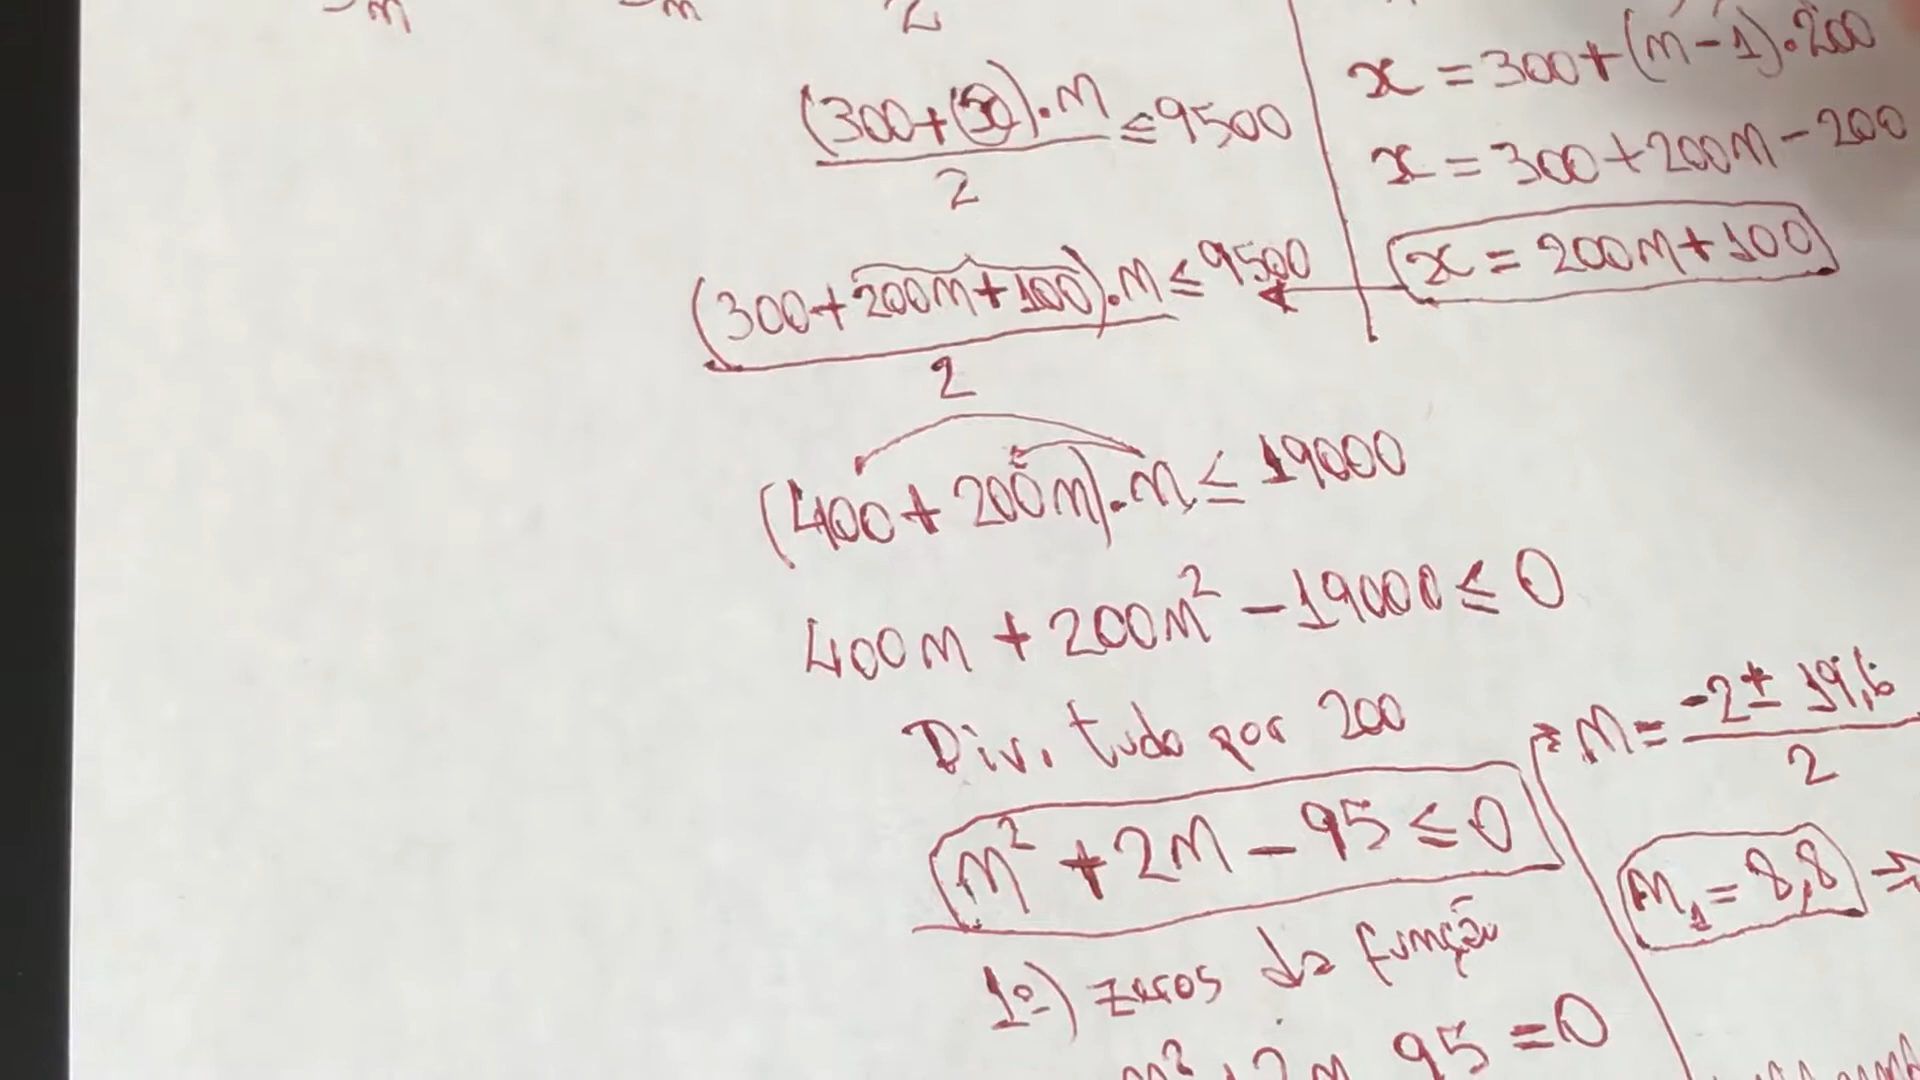 (300+(x)).n ≤ 9500
2
(300+200n+100).n ≤ 9500
2
(400+200n).n ≤ 19000
400n + 200n² - 19000 ≤ 0
Div. tudo por 200
n² + 2n - 95 ≤ 0
1º) zeros da função
n² + 2n 95 = 0
x = 300+(n-1).200
x = 300+200n-200
x = 200n+100
n = -2 ± 19,6
2
n₁ = 8,8 →